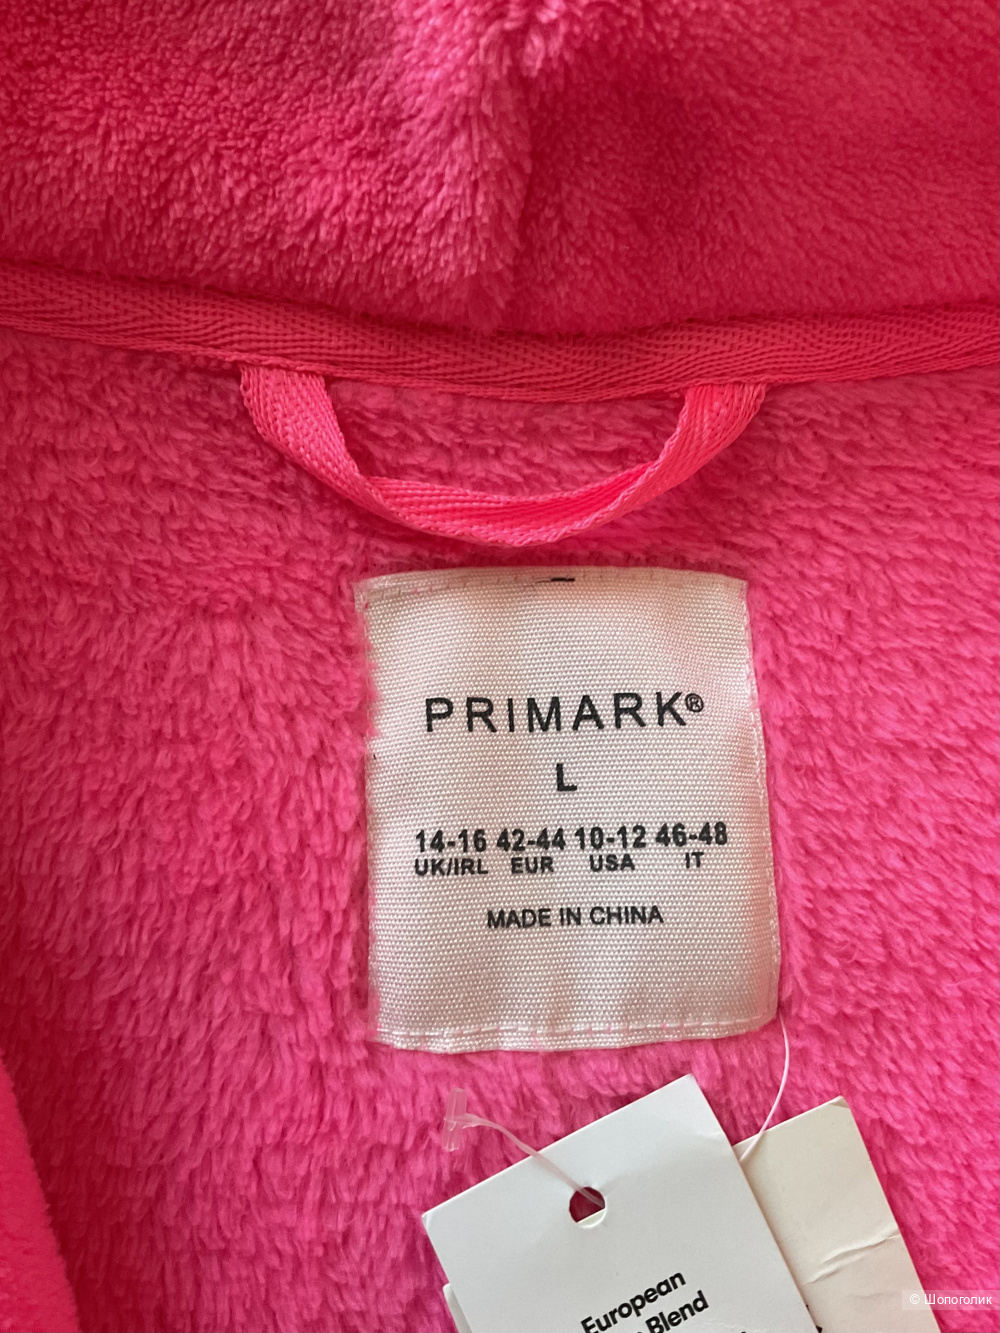 PRIMARK®
L
14-16 42-44 10-12 46-48
UK/IRL EUR USA IT
MADE IN CHINA
European
Blend
© Шопоголик